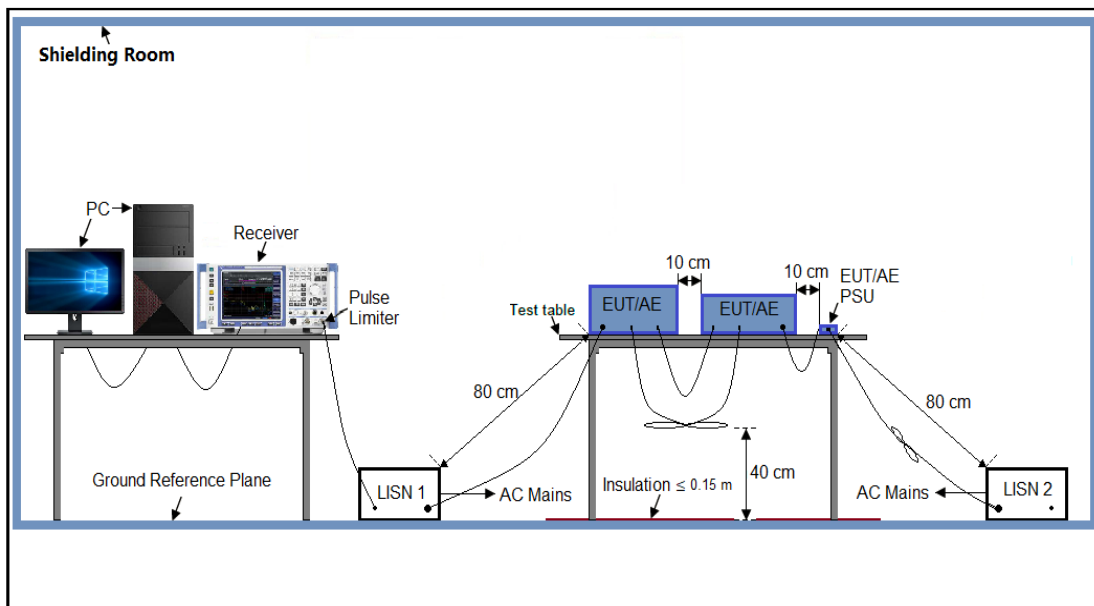 Shielding Room
PC
Receiver
Pulse
Limiter
Test table
10 cm
10 cm
EUT/AE
PSU
EUT/AE
EUT/AE
80 cm
80 cm
40 cm
Ground Reference Plane
LISN 1
AC Mains
Insulation ≤ 0.15 m
AC Mains
LISN 2